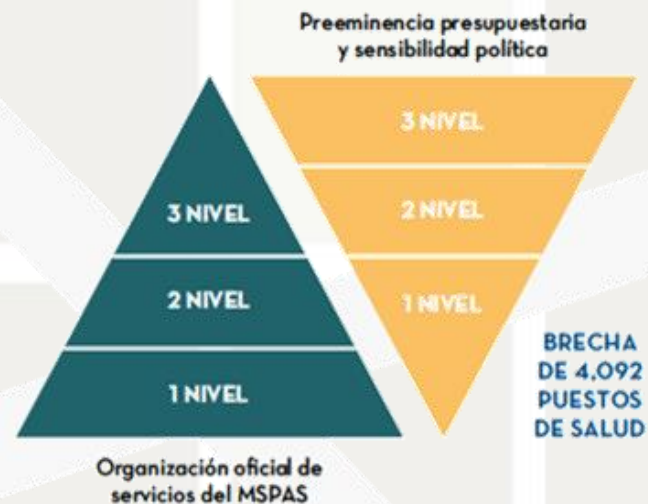 Preeminencia presupuestaria
y sensibilidad política
3 NIVEL
2 NIVEL
1 NIVEL
3 NIVEL
2 NIVEL
1 NIVEL
BRECHA
DE 4,092
PUESTOS
DE SALUD
Organización oficial de
servicios del MSPAS